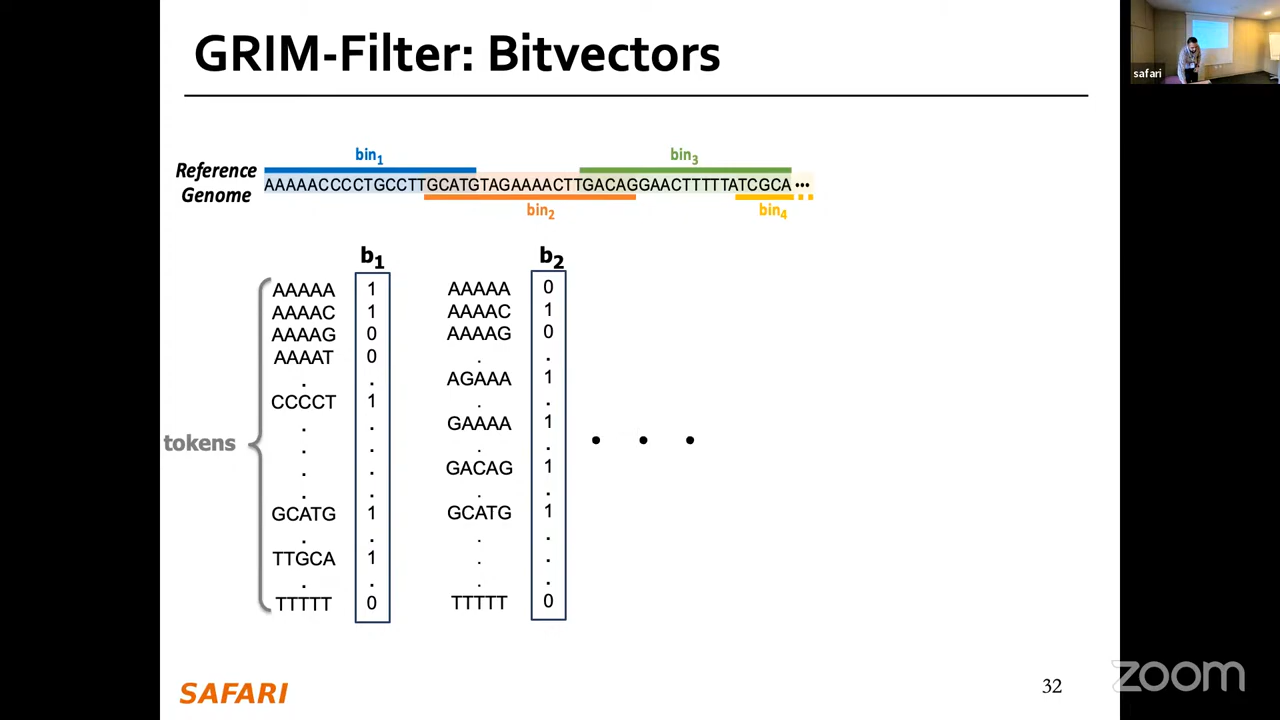 GRIM-Filter: Bitvectors
safari
bin1
bin3
Reference
Genome
AAAAACCCCTGCCTTGCATGTAGAAAACTTGACAGGAACTTTTTATCGCA •••
bin2
bin4
b1
b2
AAAAA 1
AAAAC 1
AAAAG 0
AAAAT 0
. .
CCCCT 1
. .
. .
. .
. .
GCATG 1
. .
TTGCA 1
. .
TTTTT 0
tokens
AAAAA 0
AAAAC 1
AAAAG 0
. .
AGAAA 1
. .
GAAAA 1
. .
GACAG 1
. .
GCATG 1
. .
. .
. .
TTTTT 0
• • •
SAFARI
32
zoom